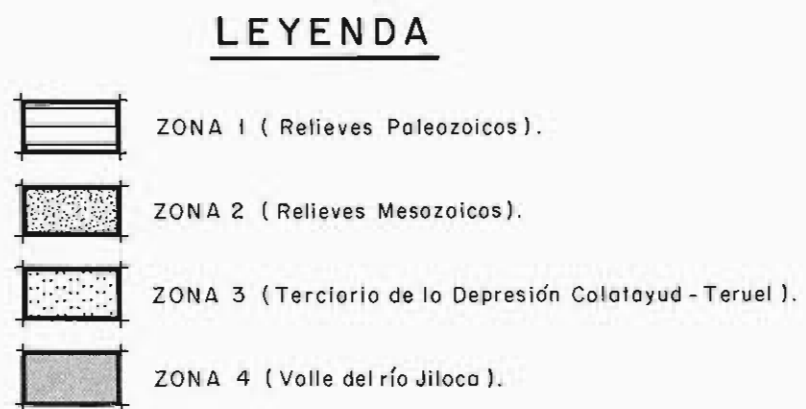 LEYENDA
ZONA 1 ( Relieves Paleozoicos ).
ZONA 2 ( Relieves Mesozoicos ).
ZONA 3 ( Terciario de la Depresión Calatayud - Teruel ).
ZONA 4 ( Valle del río Jiloca ).